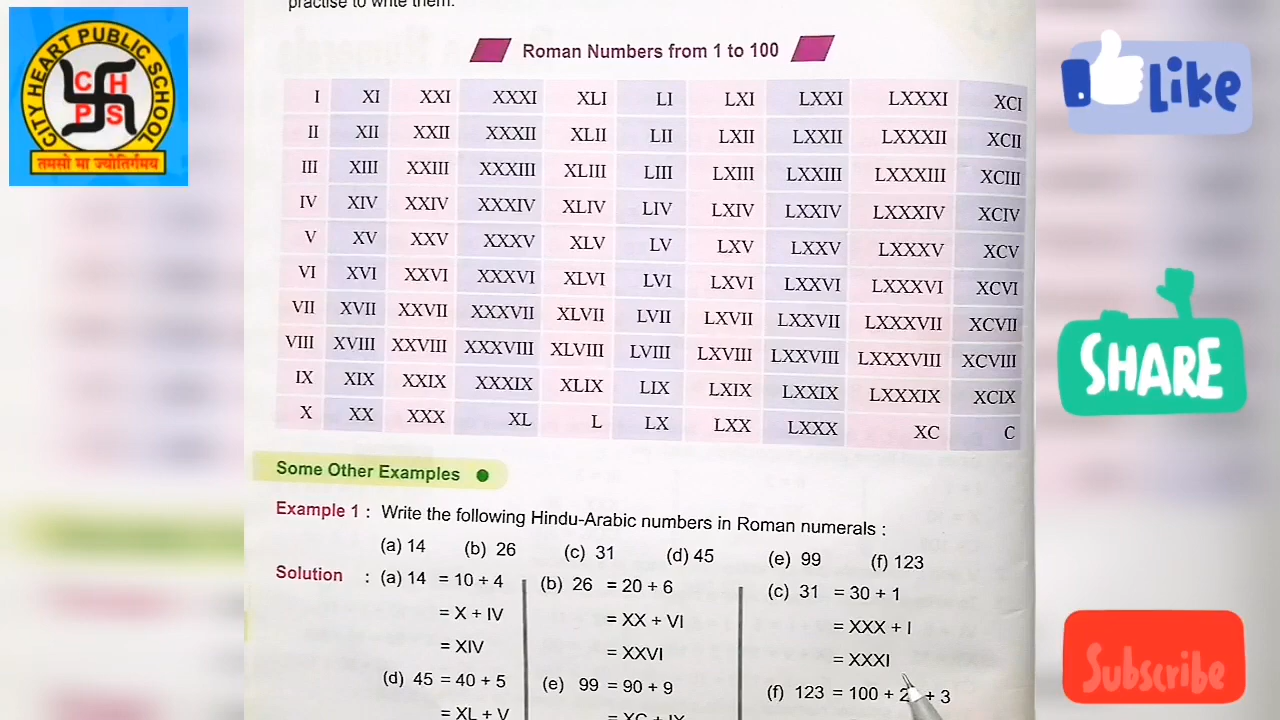 practise to write them.
CITY HEART PUBLIC SCHOOL
C H
P S
तमसो मा ज्योतिर्गमय
Roman Numbers from 1 to 100
I XI XXI XXXI XLI LI LXI LXXI LXXXI XCI
II XII XXII XXXII XLII LII LXII LXXII LXXXII XCII
III XIII XXIII XXXIII XLIII LIII LXIII LXXIII LXXXIII XCIII
IV XIV XXIV XXXIV XLIV LIV LXIV LXXIV LXXXIV XCIV
V XV XXV XXXV XLV LV LXV LXXV LXXXV XCV
VI XVI XXVI XXXVI XLVI LVI LXVI LXXVI LXXXVI XCVI
VII XVII XXVII XXXVII XLVII LVII LXVII LXXVII LXXXVII XCVII
VIII XVIII XXVIII XXXVIII XLVIII LVIII LXVIII LXXVIII LXXXVIII XCVIII
IX XIX XXIX XXXIX XLIX LIX LXIX LXXIX LXXXIX XCIX
X XX XXX XL L LX LXX LXXX XC C
Like
SHARE
Subscribe
Some Other Examples
Example 1 : Write the following Hindu-Arabic numbers in Roman numerals :
(a) 14 (b) 26 (c) 31 (d) 45 (e) 99 (f) 123
Solution : (a) 14 = 10 + 4 (b) 26 = 20 + 6 (c) 31 = 30 + 1
= X + IV = XX + VI = XXX + I
= XIV = XXVI = XXXI
(d) 45 = 40 + 5 (e) 99 = 90 + 9 (f) 123 = 100 + 2 + 3
= XL + V = XC + IX